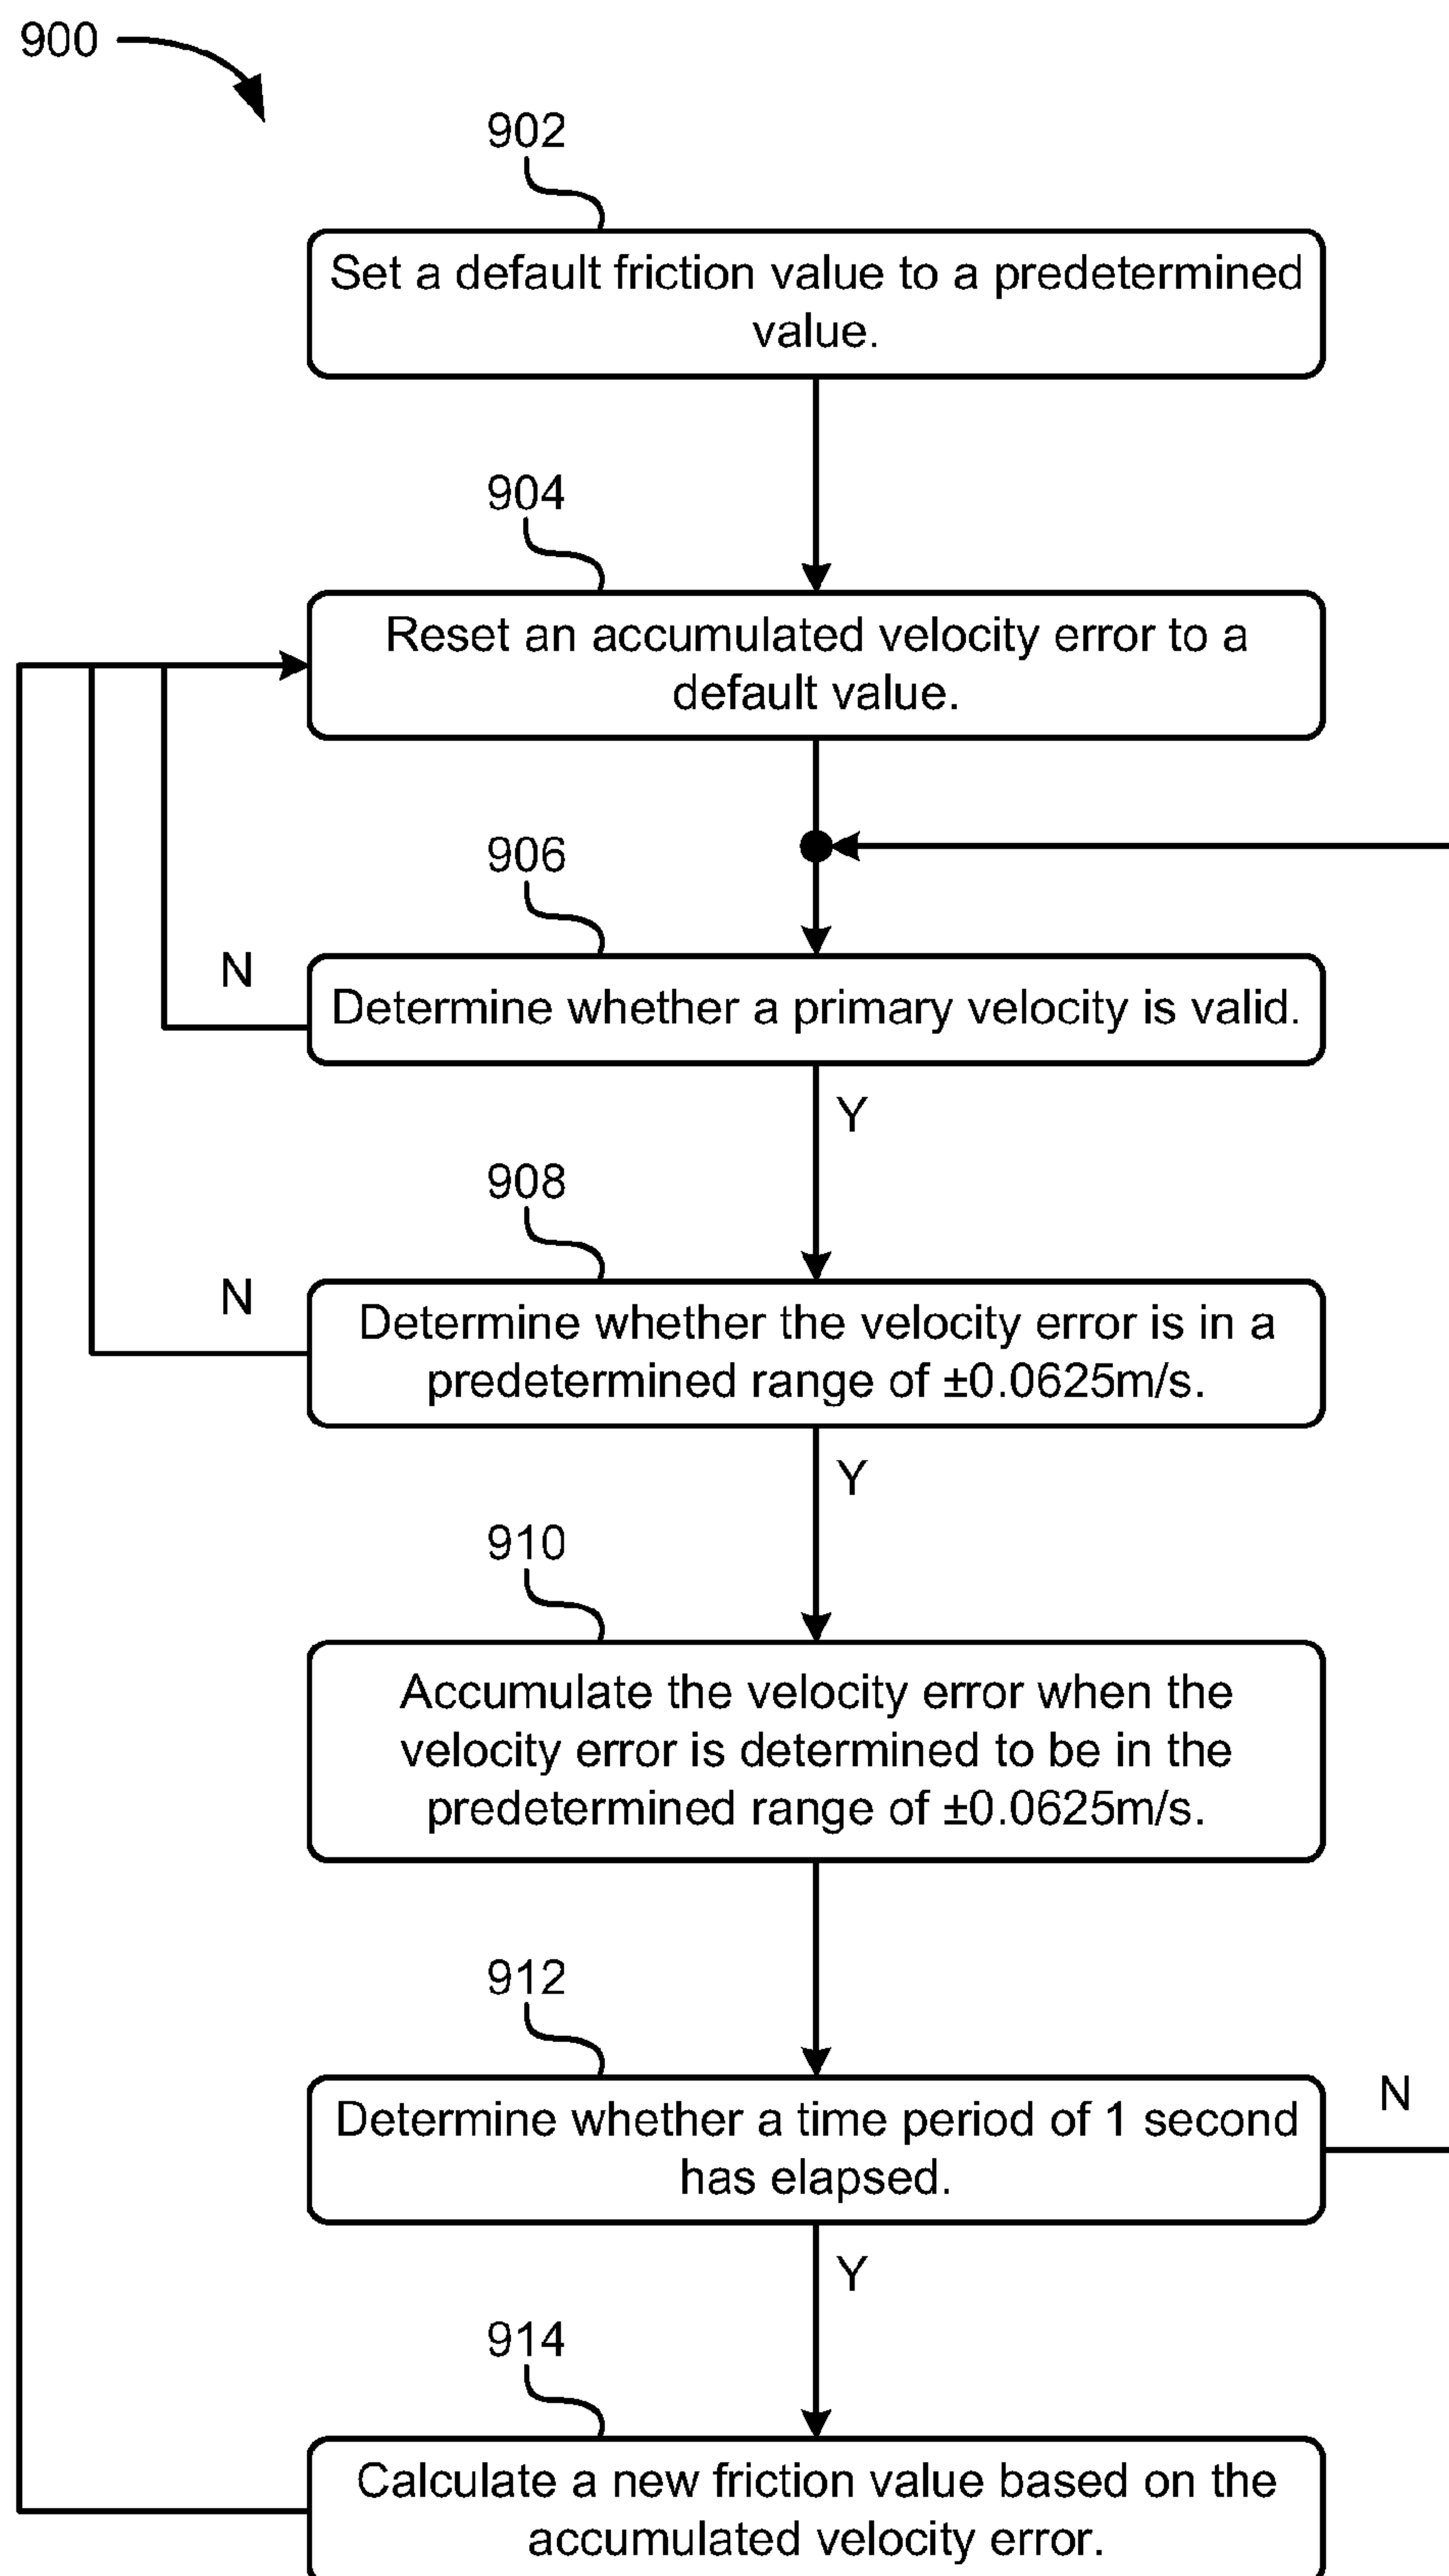 900
902
Set a default friction value to a predetermined
value.
904
Reset an accumulated velocity error to a
default value.
906
N
Determine whether a primary velocity is valid.
Y
908
N
Determine whether the velocity error is in a
predetermined range of ±0.0625m/s.
Y
910
Accumulate the velocity error when the
velocity error is determined to be in the
predetermined range of ±0.0625m/s.
912
N
Determine whether a time period of 1 second
has elapsed.
Y
914
Calculate a new friction value based on the
accumulated velocity error.